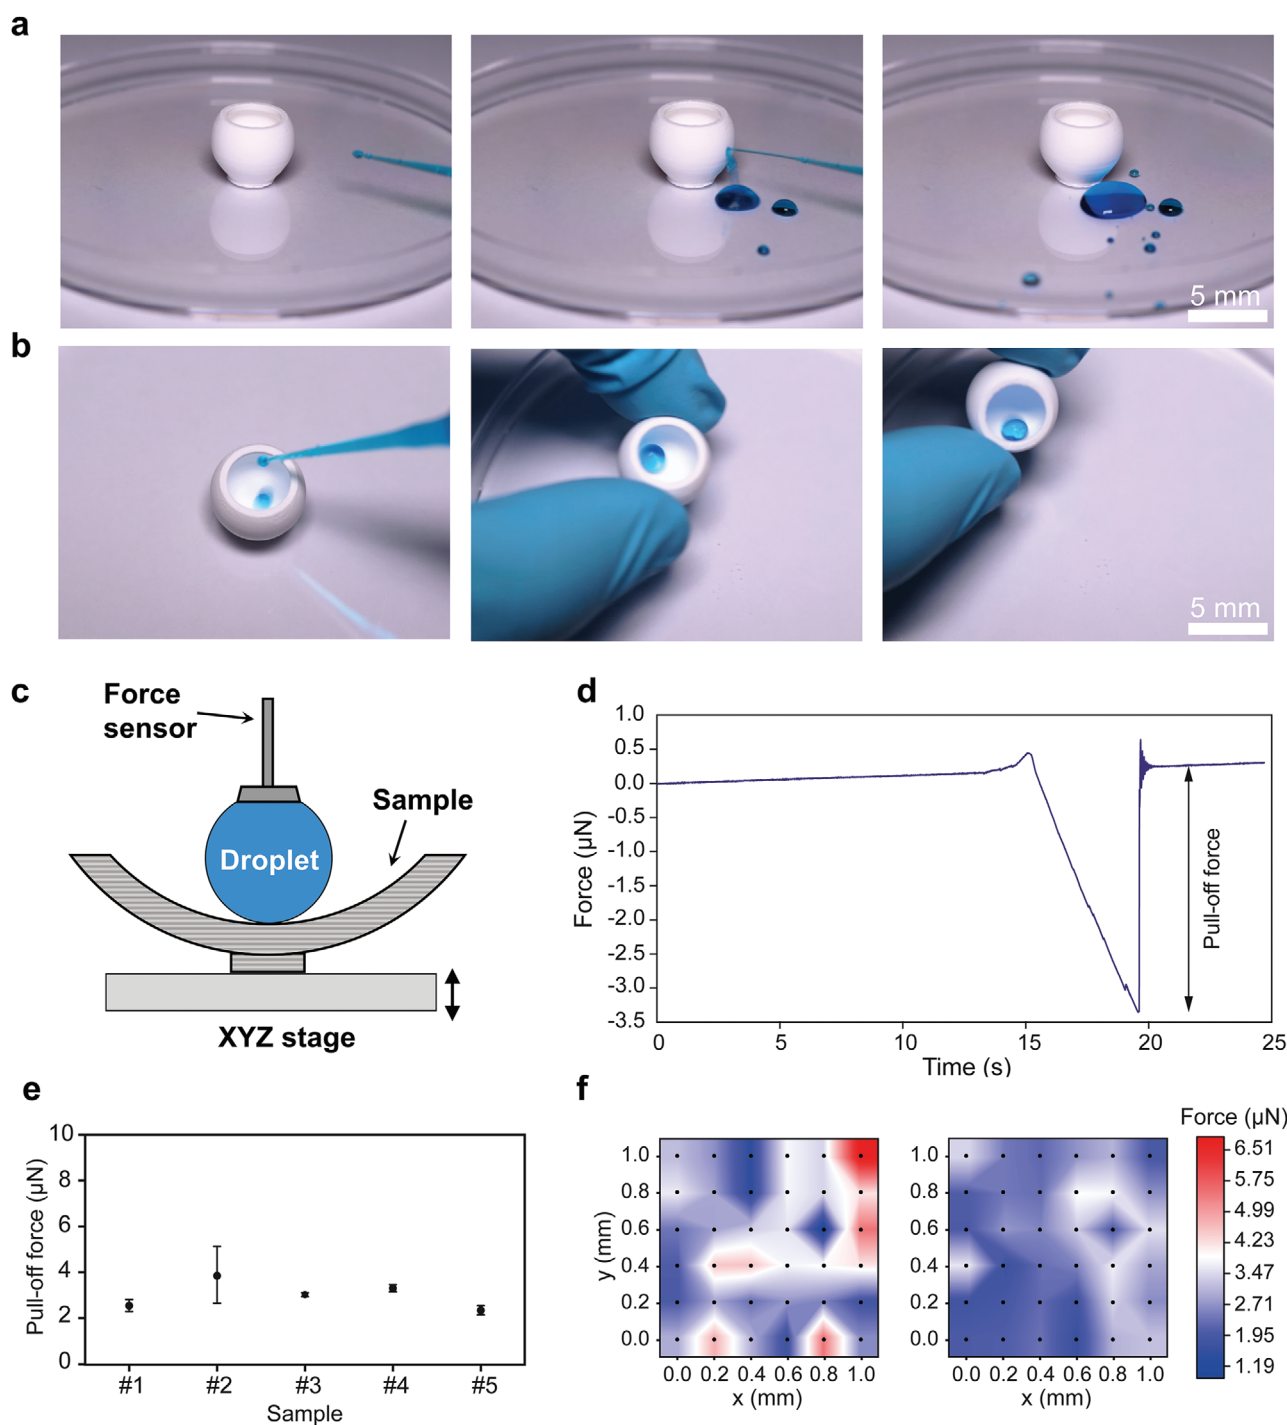 a
5 mm
b
5 mm
c
Force
sensor
Sample
Droplet
XYZ stage
d
1.0
0.5
0.0
-0.5
-1.0
-1.5
-2.0
-2.5
-3.0
-3.5
Force (µN)
Pull-off force
0 5 10 15 20 25
Time (s)
e
10
8
6
4
2
0
Pull-off force (µN)
#1 #2 #3 #4 #5
Sample
f
1.0
0.8
0.6
0.4
0.2
0.0
y (mm)
0.0 0.2 0.4 0.6 0.8 1.0
x (mm)
1.0
0.8
0.6
0.4
0.2
0.0
0.0 0.2 0.4 0.6 0.8 1.0
x (mm)
Force (µN)
6.51
5.75
4.99
4.23
3.47
2.71
1.95
1.19